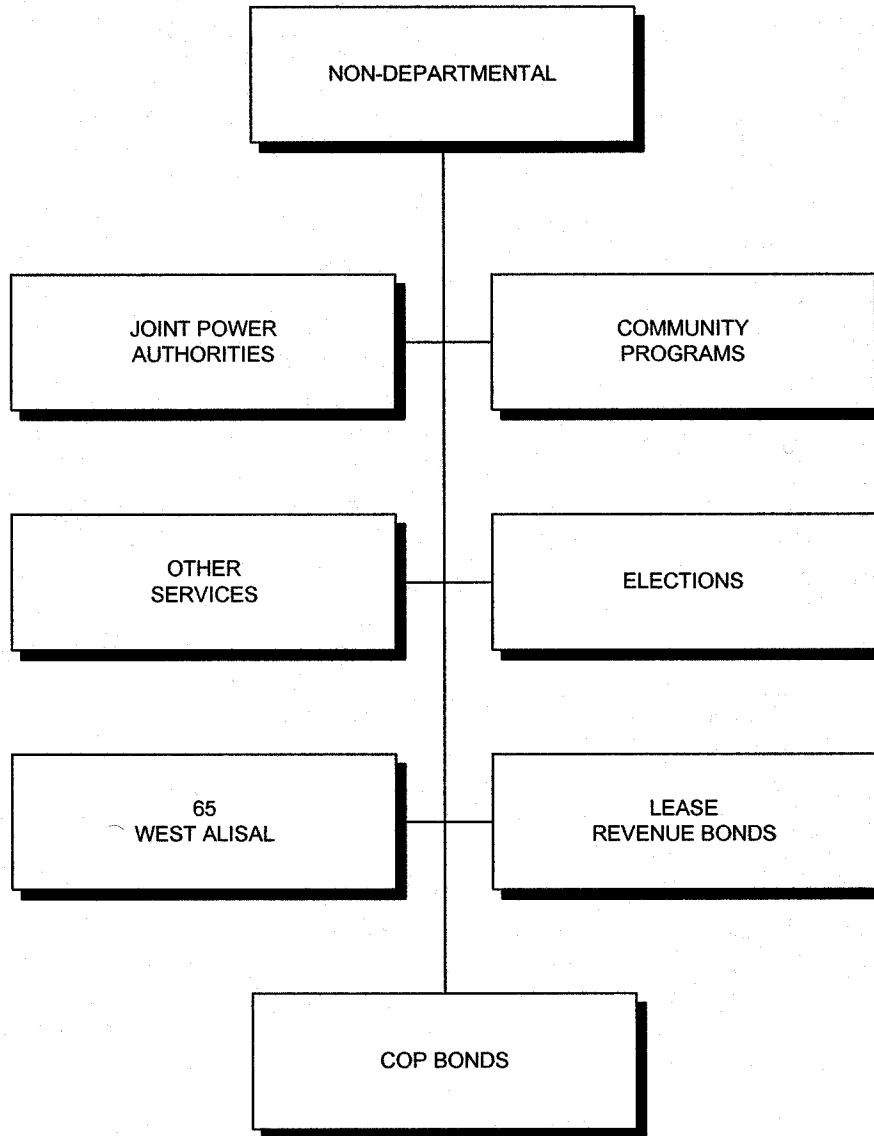 NON-DEPARTMENTAL
JOINT POWER
AUTHORITIES
COMMUNITY
PROGRAMS
OTHER
SERVICES
ELECTIONS
65
WEST ALISAL
LEASE
REVENUE BONDS
COP BONDS